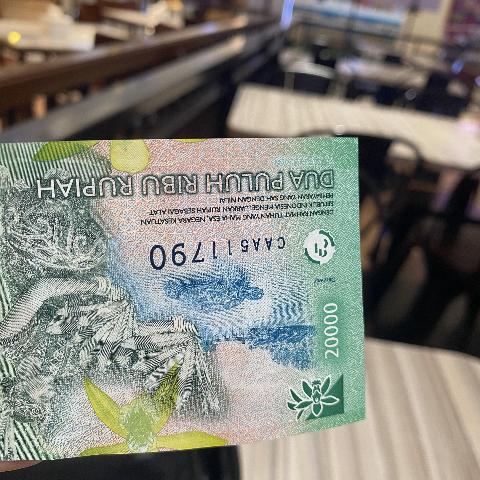 20000
CAA511790
DENGAN RAHMAT TUHAN YANG MAHA ESA, NEGARA KESATUAN
REPUBLIK INDONESIA MENGELUARKAN RUPIAH SEBAGAI ALAT
PEMBAYARAN YANG SAH DENGAN NILAI
DUA PULUH RIBU RUPIAH